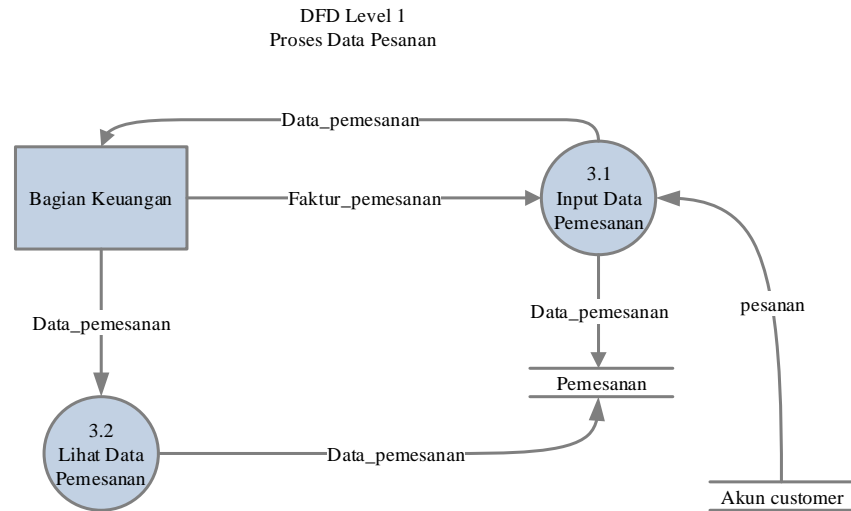 DFD Level 1
Proses Data Pesanan
Data_pemesanan
Bagian Keuangan
Faktur_pemesanan
3.1
Input Data
Pemesanan
Data_pemesanan
Data_pemesanan
pesanan
Pemesanan
3.2
Lihat Data
Pemesanan
Data_pemesanan
Akun customer